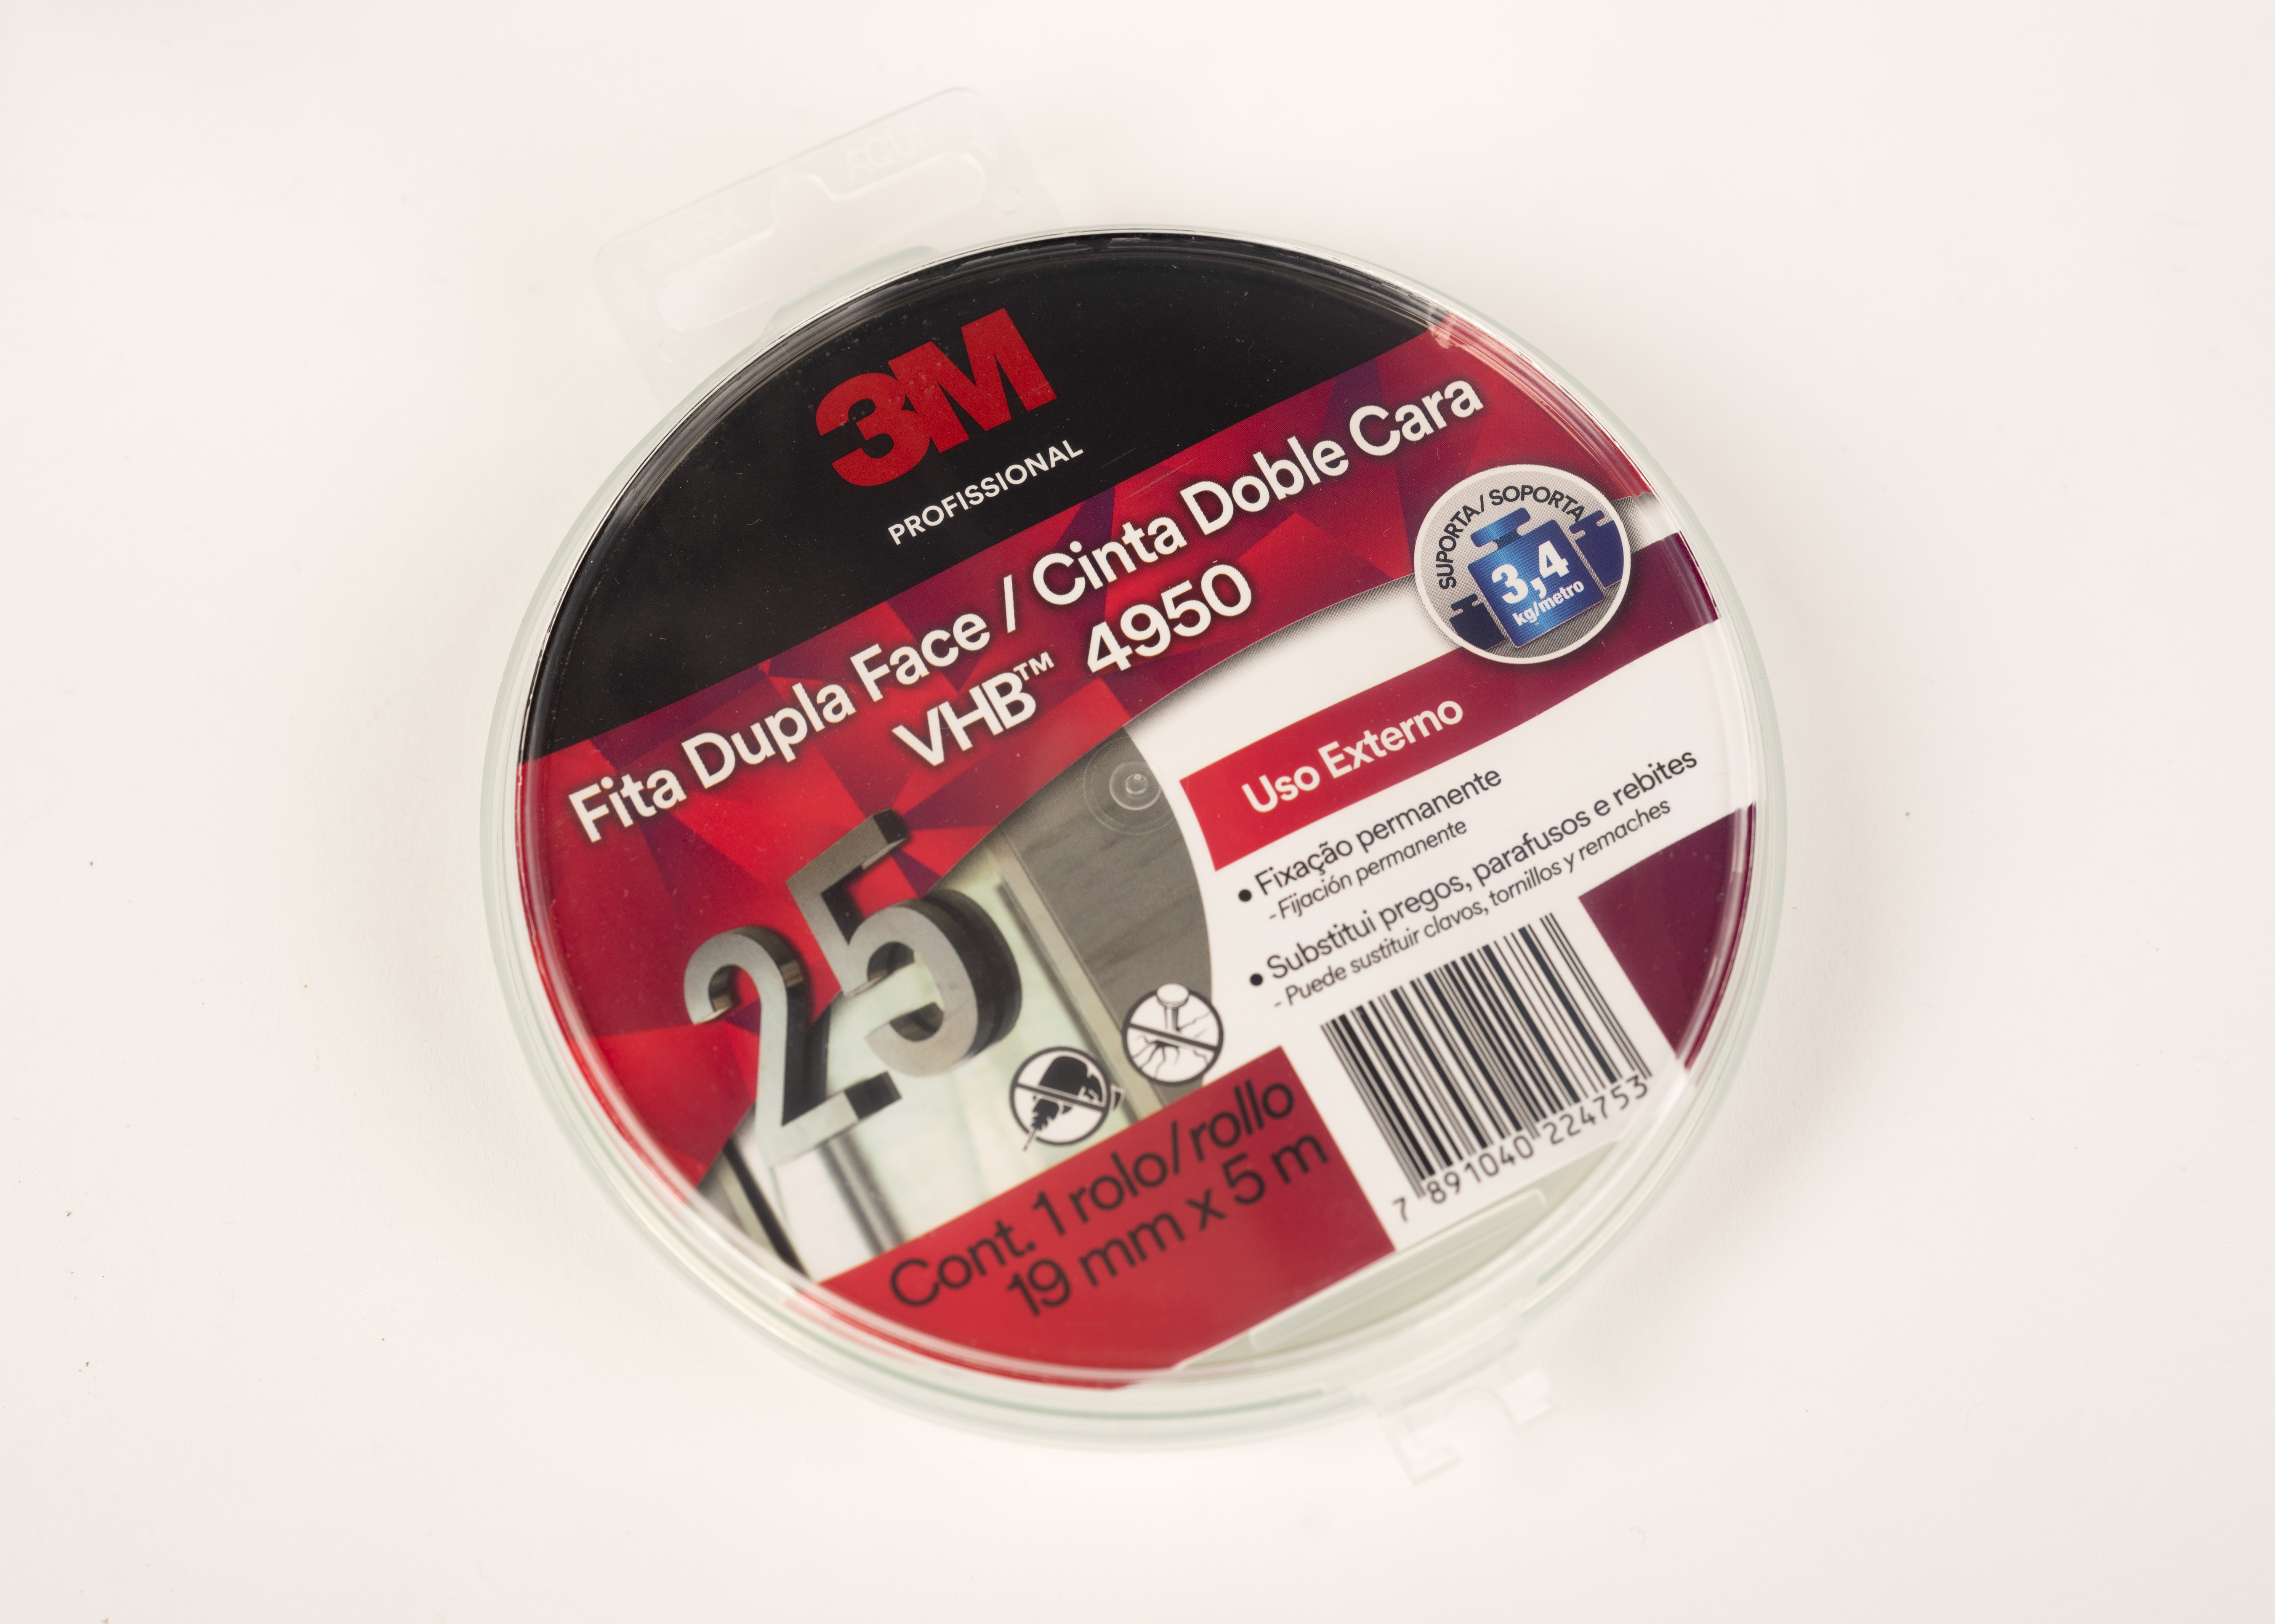 3M
PROFISSIONAL
Fita Dupla Face / Cinta Doble Cara
VHB™ 4950
SUPORTA / SOPORTA
3,4
kg/metro
Uso Externo
• Fixação permanente
- Fijación permanente
• Substitui pregos, parafusos e rebites
- Puede sustituir clavos, tornillos y remaches
25
Cont. 1 rolo/rollo
19 mm x 5 m
7 891040 224753